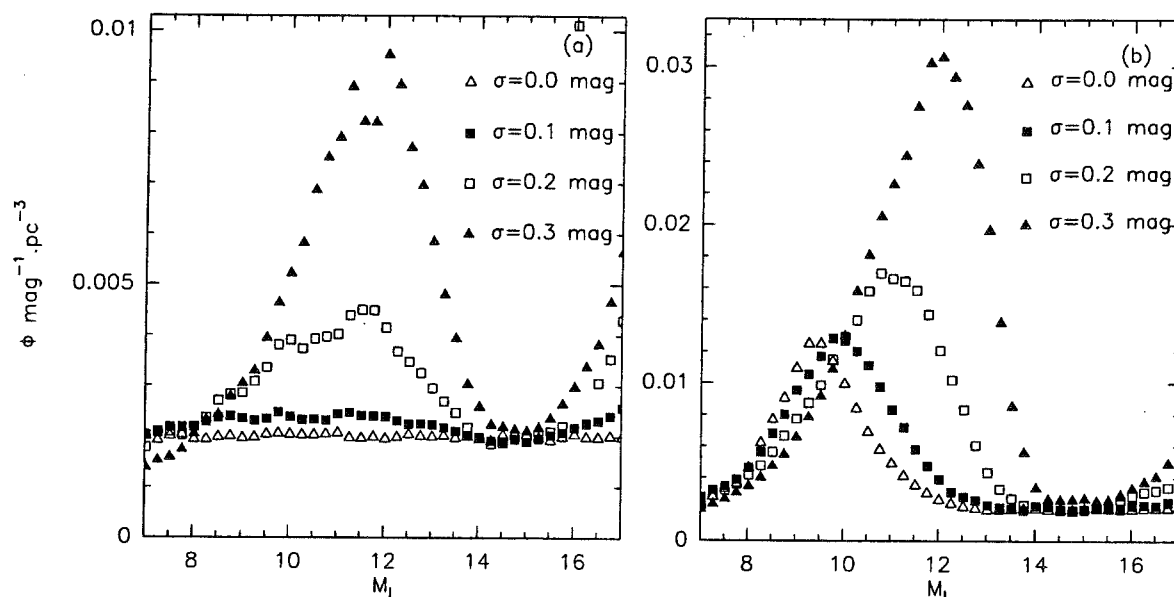 0.01
(a)
△ σ=0.0 mag
■ σ=0.1 mag
□ σ=0.2 mag
▲ σ=0.3 mag
0.005
0
ϕ mag⁻¹.pc⁻³
8 10 12 14 16
M_I
(b)
0.03
△ σ=0.0 mag
■ σ=0.1 mag
□ σ=0.2 mag
▲ σ=0.3 mag
0.02
0.01
0
8 10 12 14 16
M_I